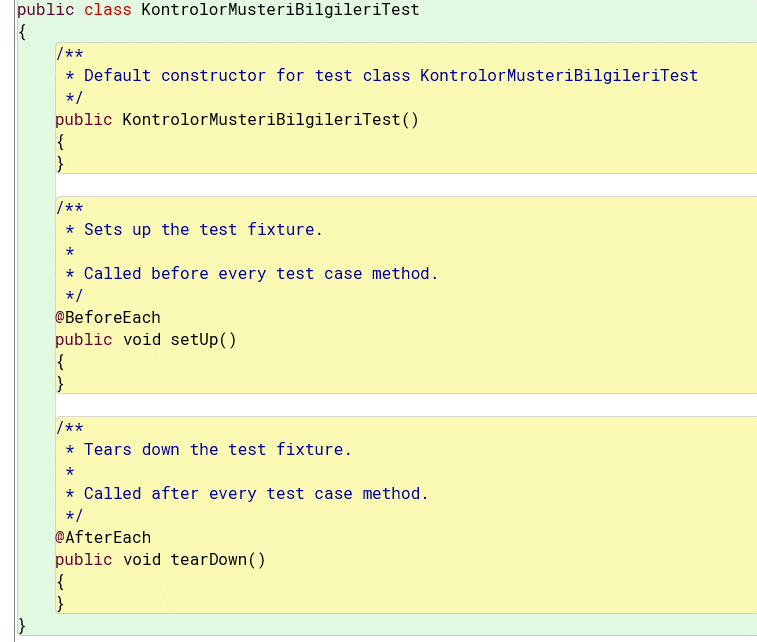 public class KontrolorMusteriBilgileriTest
{
/**
* Default constructor for test class KontrolorMusteriBilgileriTest
*/
public KontrolorMusteriBilgileriTest()
{
}
/**
* Sets up the test fixture.
*
* Called before every test case method.
*/
@BeforeEach
public void setUp()
{
}
/**
* Tears down the test fixture.
*
* Called after every test case method.
*/
@AfterEach
public void tearDown()
{
}
}